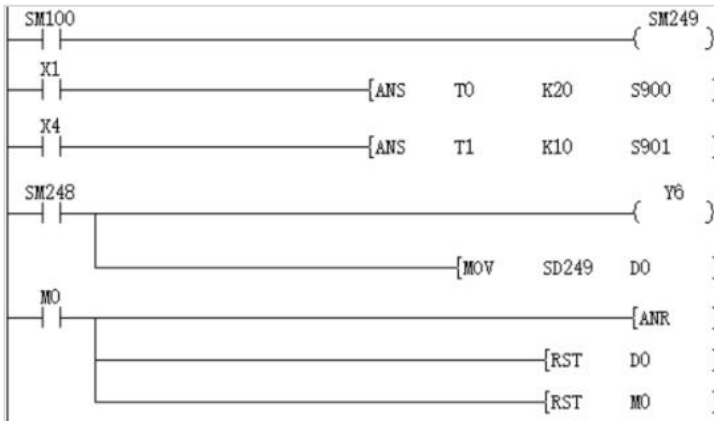 SM100 SM249
X1
ANS T0 K20 S900
X4
ANS T1 K10 S901
SM248 Y6
MOV SD249 D0
M0
ANR
RST D0
RST M0